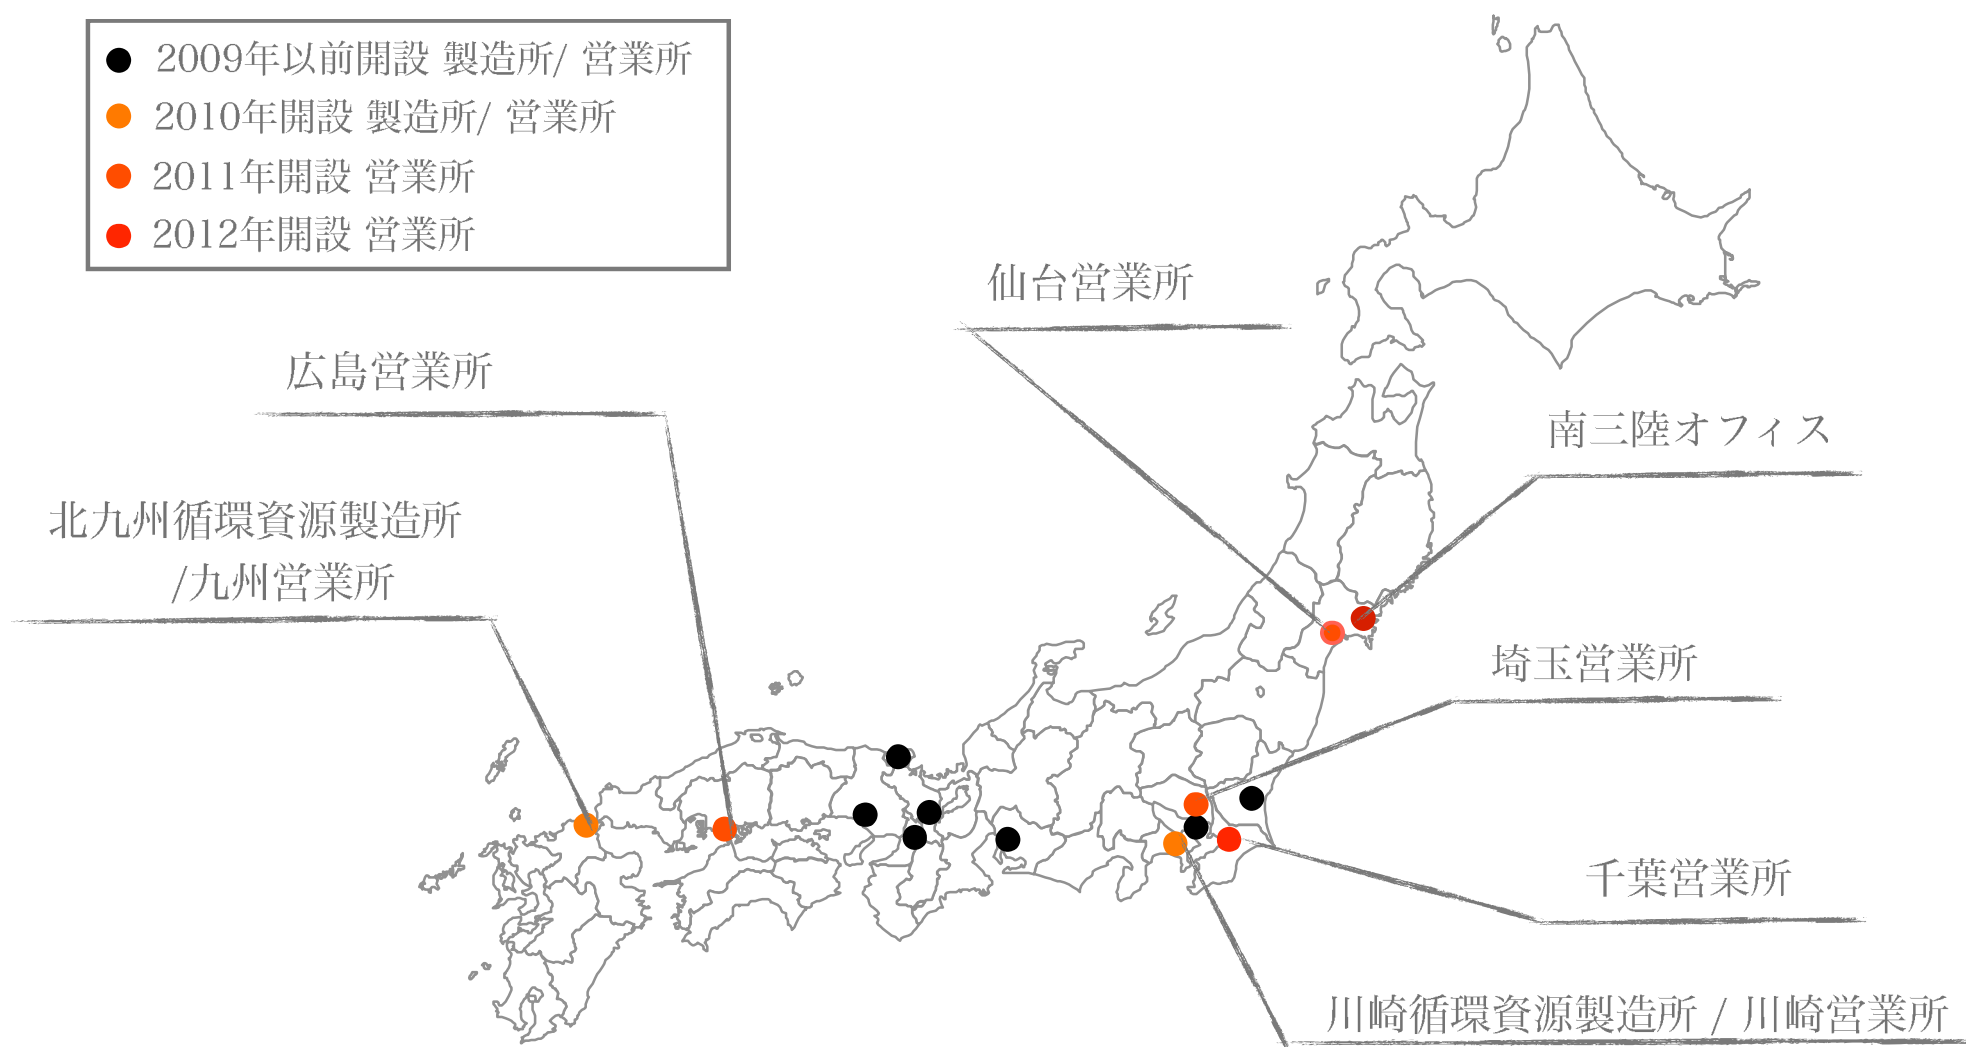 2009年以前開設 製造所/ 営業所
2010年開設 製造所/ 営業所
2011年開設 営業所
2012年開設 営業所
仙台営業所
広島営業所
南三陸オフィス
北九州循環資源製造所
/九州営業所
埼玉営業所
千葉営業所
川崎循環資源製造所 / 川崎営業所